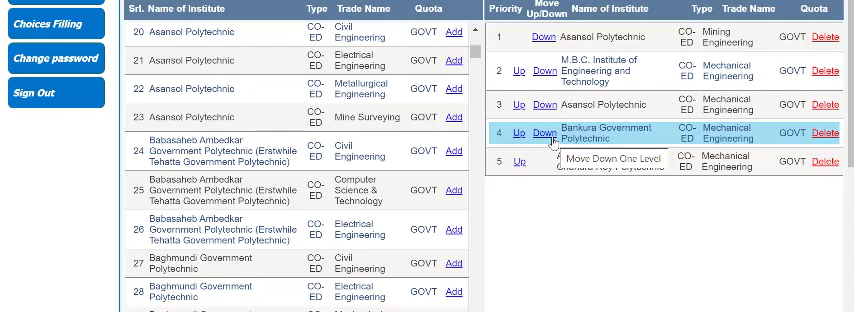 Choices Filling
Change password
Sign Out
Srl. Name of Institute Type Trade Name Quota
20 Asansol Polytechnic CO-ED Civil Engineering GOVT Add
21 Asansol Polytechnic CO-ED Electrical Engineering GOVT Add
22 Asansol Polytechnic CO-ED Metallurgical Engineering GOVT Add
23 Asansol Polytechnic CO-ED Mine Surveying GOVT Add
24 Babasaheb Ambedkar Government Polytechnic (Erstwhile Tehatta Government Polytechnic) CO-ED Civil Engineering GOVT Add
25 Babasaheb Ambedkar Government Polytechnic (Erstwhile Tehatta Government Polytechnic) CO-ED Computer Science & Technology GOVT Add
26 Babasaheb Ambedkar Government Polytechnic (Erstwhile Tehatta Government Polytechnic) CO-ED Electrical Engineering GOVT Add
27 Baghmundi Government Polytechnic CO-ED Civil Engineering GOVT Add
28 Baghmundi Government Polytechnic CO-ED Electrical Engineering GOVT Add
Priority Move Up/Down Name of Institute Type Trade Name Quota
1 Down Asansol Polytechnic CO-ED Mining Engineering GOVT Delete
2 Up Down M.B.C. Institute of Engineering and Technology CO-ED Mechanical Engineering GOVT Delete
3 Up Down Asansol Polytechnic CO-ED Mechanical Engineering GOVT Delete
4 Up Down Bankura Government Polytechnic CO-ED Mechanical Engineering GOVT Delete
5 Up CO-ED Mechanical Engineering GOVT Delete
Move Down One Level